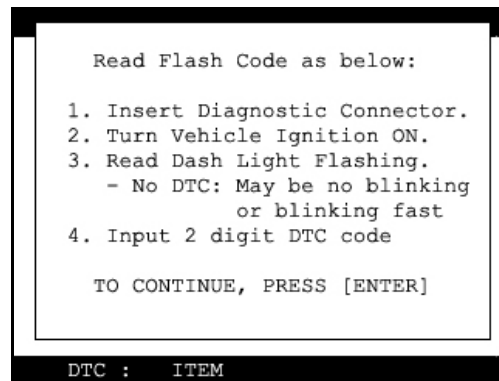 Read Flash Code as below:
1. Insert Diagnostic Connector.
2. Turn Vehicle Ignition ON.
3. Read Dash Light Flashing.
- No DTC: May be no blinking
or blinking fast
4. Input 2 digit DTC code
TO CONTINUE, PRESS [ENTER]
DTC : ITEM